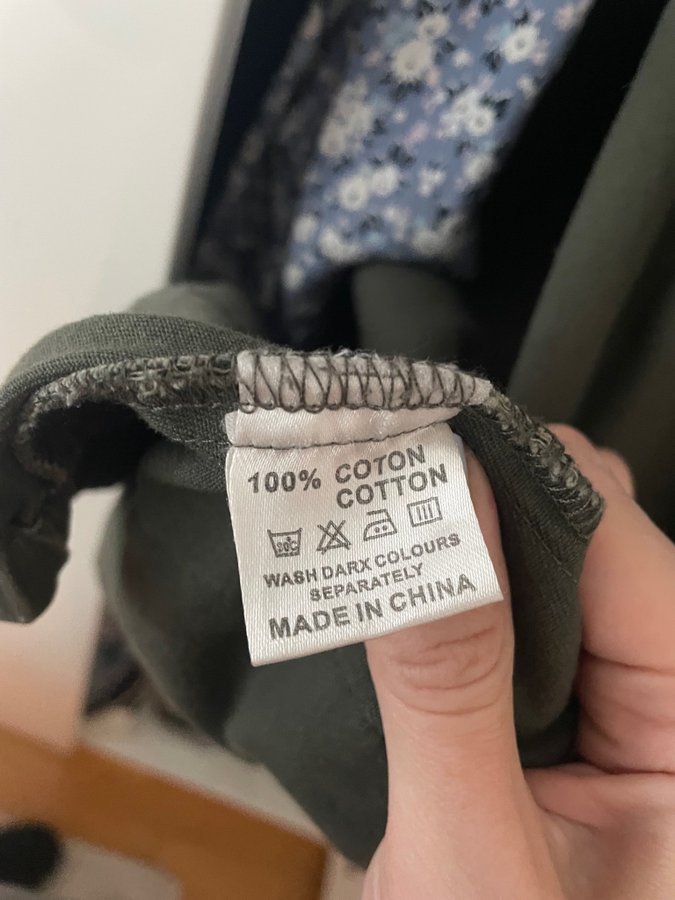 100% COTON
COTTON
WASH DARX COLOURS
SEPARATELY
MADE IN CHINA